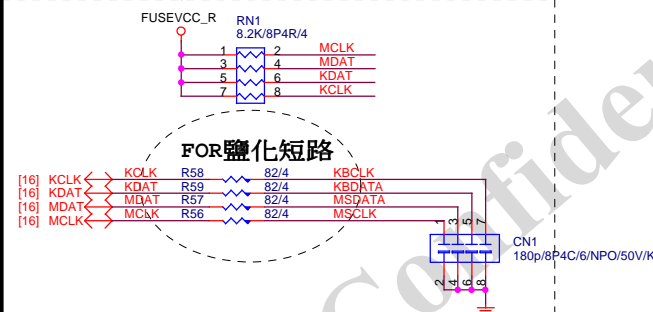 FUSEVCC_R
RN1
8.2K/8P4R/4
1 2 MCLK
3 4 MDAT
5 6 KDAT
7 8 KCLK
FOR鹽化短路
[16] KCLK KCLK R58 82/4 KBCLK
[16] KDAT KDAT R59 82/4 KBDATA
[16] MDAT MDAT R57 82/4 MSDATA
[16] MCLK MCLK R56 82/4 MSCLK
1 3 5 7
CN1
180p/8P4C/6/NPO/50V/K
2 4 6 8
Confider